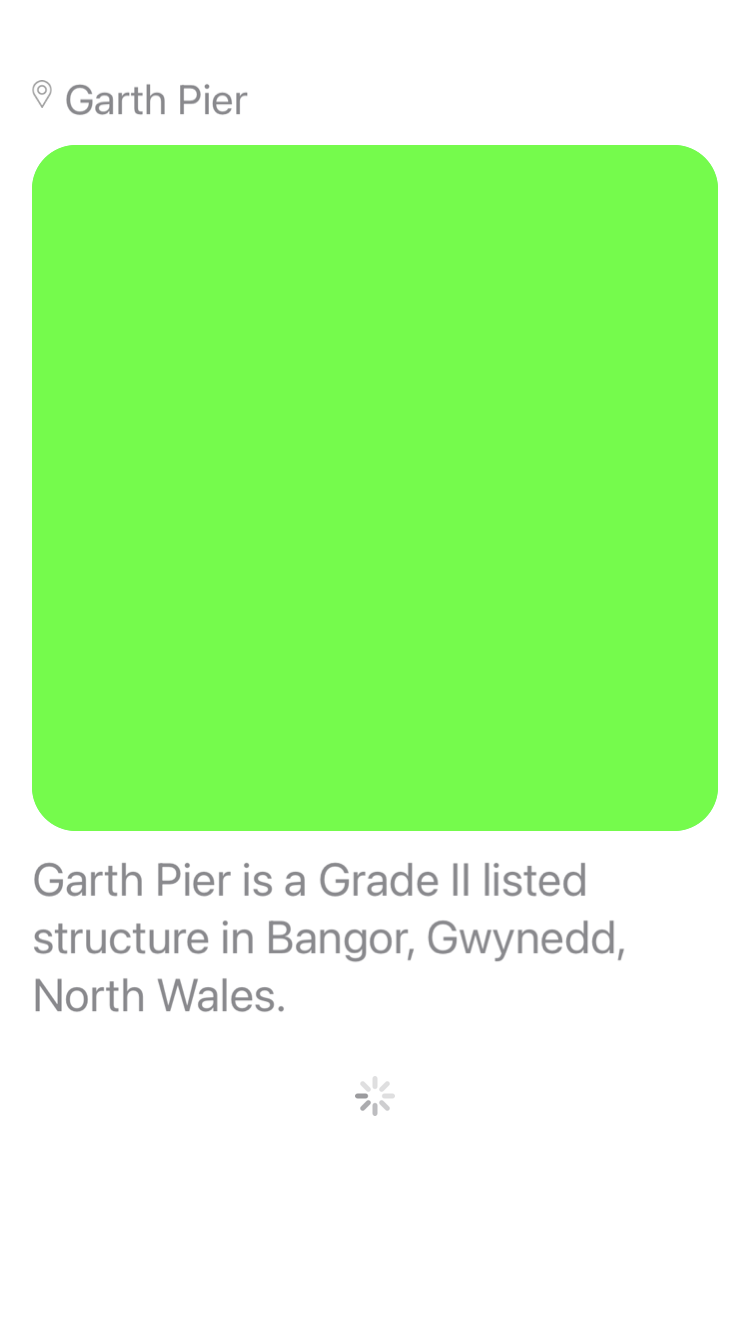 Garth Pier
Garth Pier is a Grade II listed
structure in Bangor, Gwynedd,
North Wales.